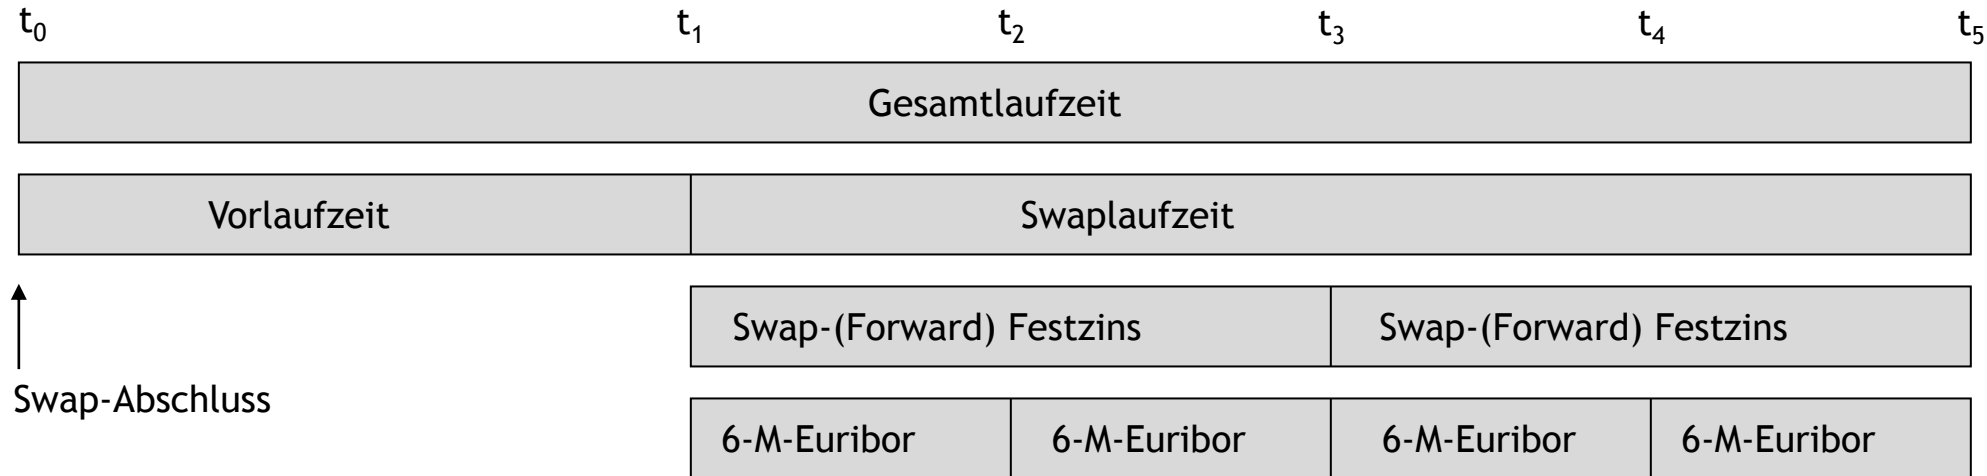 t₀ t₁ t₂ t₃ t₄ t₅
Gesamtlaufzeit
Vorlaufzeit Swaplaufzeit
Swap-(Forward) Festzins Swap-(Forward) Festzins
Swap-Abschluss
6-M-Euribor 6-M-Euribor 6-M-Euribor 6-M-Euribor